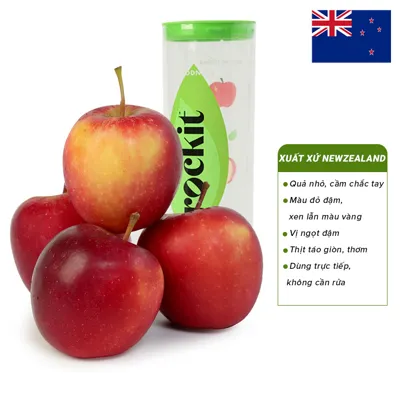 rockit
XUẤT XỨ NEWZEALAND
Quả nhỏ, cầm chắc tay
Màu đỏ đậm,
xen lẫn màu vàng
Vị ngọt đậm
Thịt táo giòn, thơm
Dùng trực tiếp,
không cần rửa